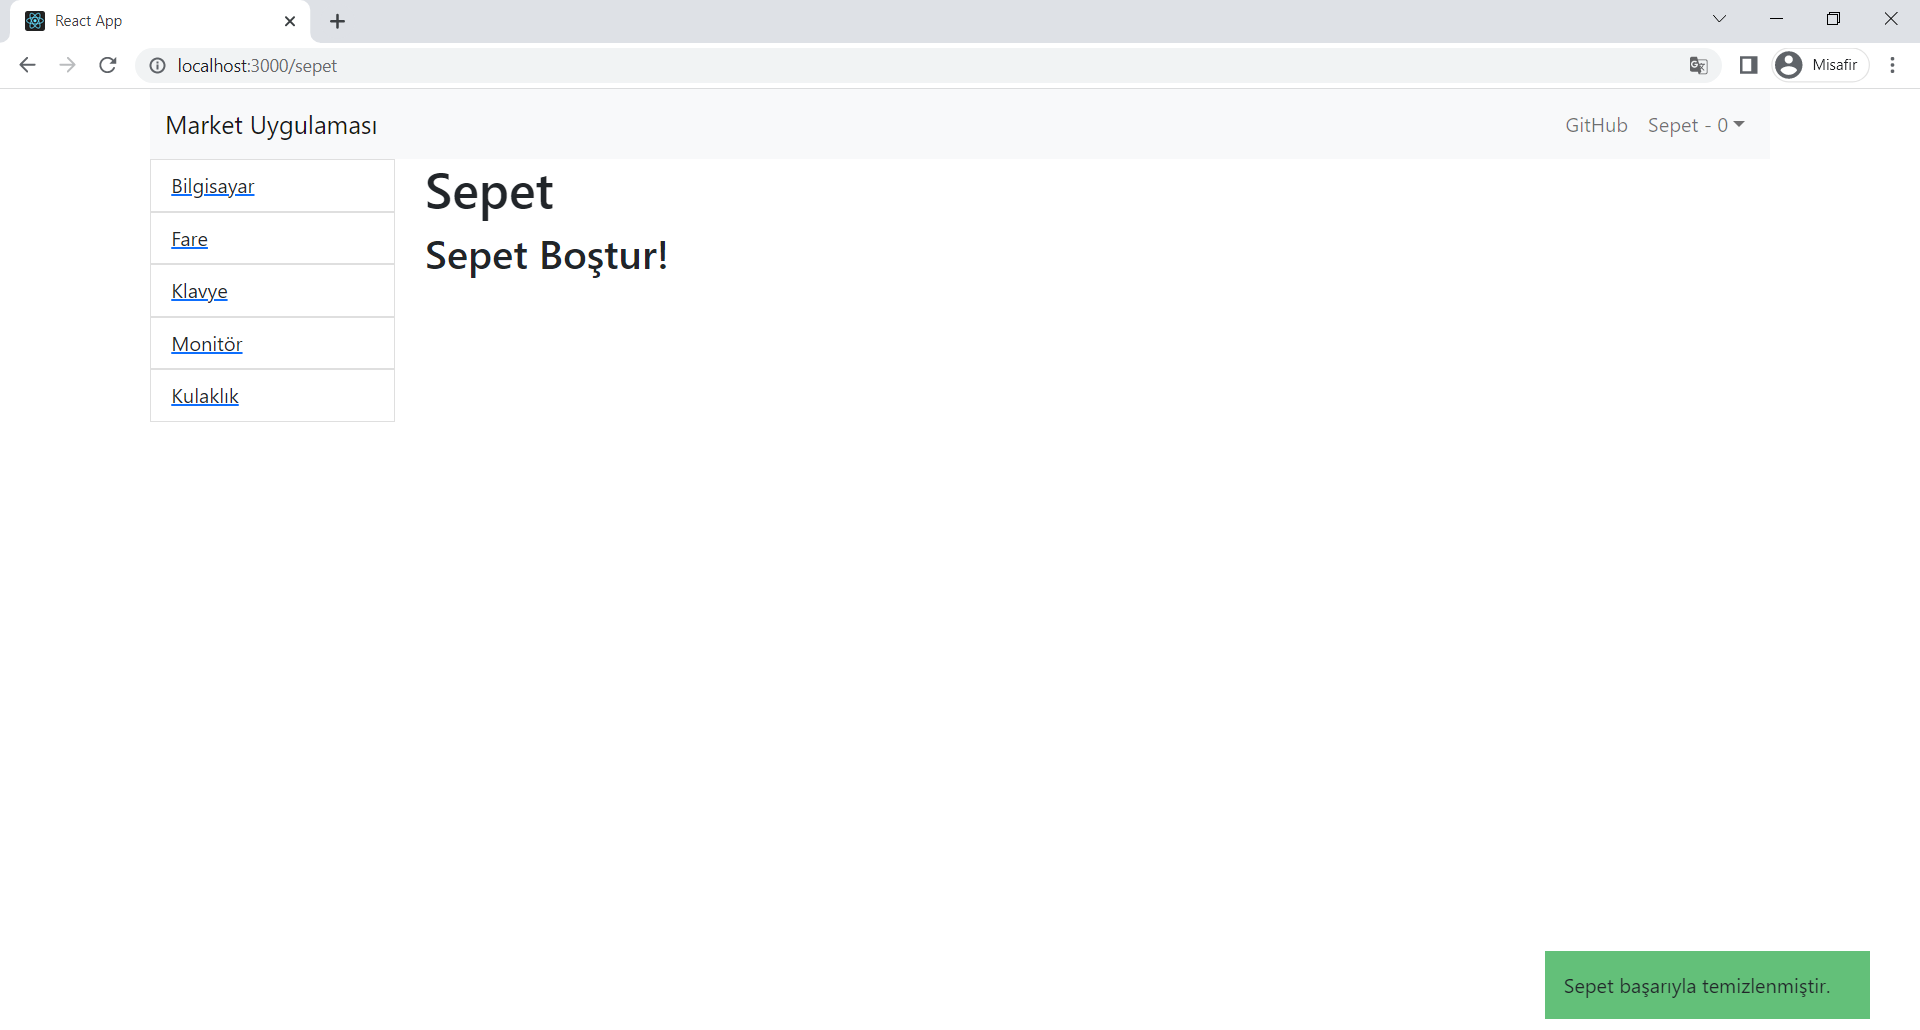 React App
localhost:3000/sepet
Misafir
Market Uygulaması
GitHub
Sepet - 0
Bilgisayar
Fare
Klavye
Monitör
Kulaklık
Sepet
Sepet Boştur!
Sepet başarıyla temizlenmiştir.